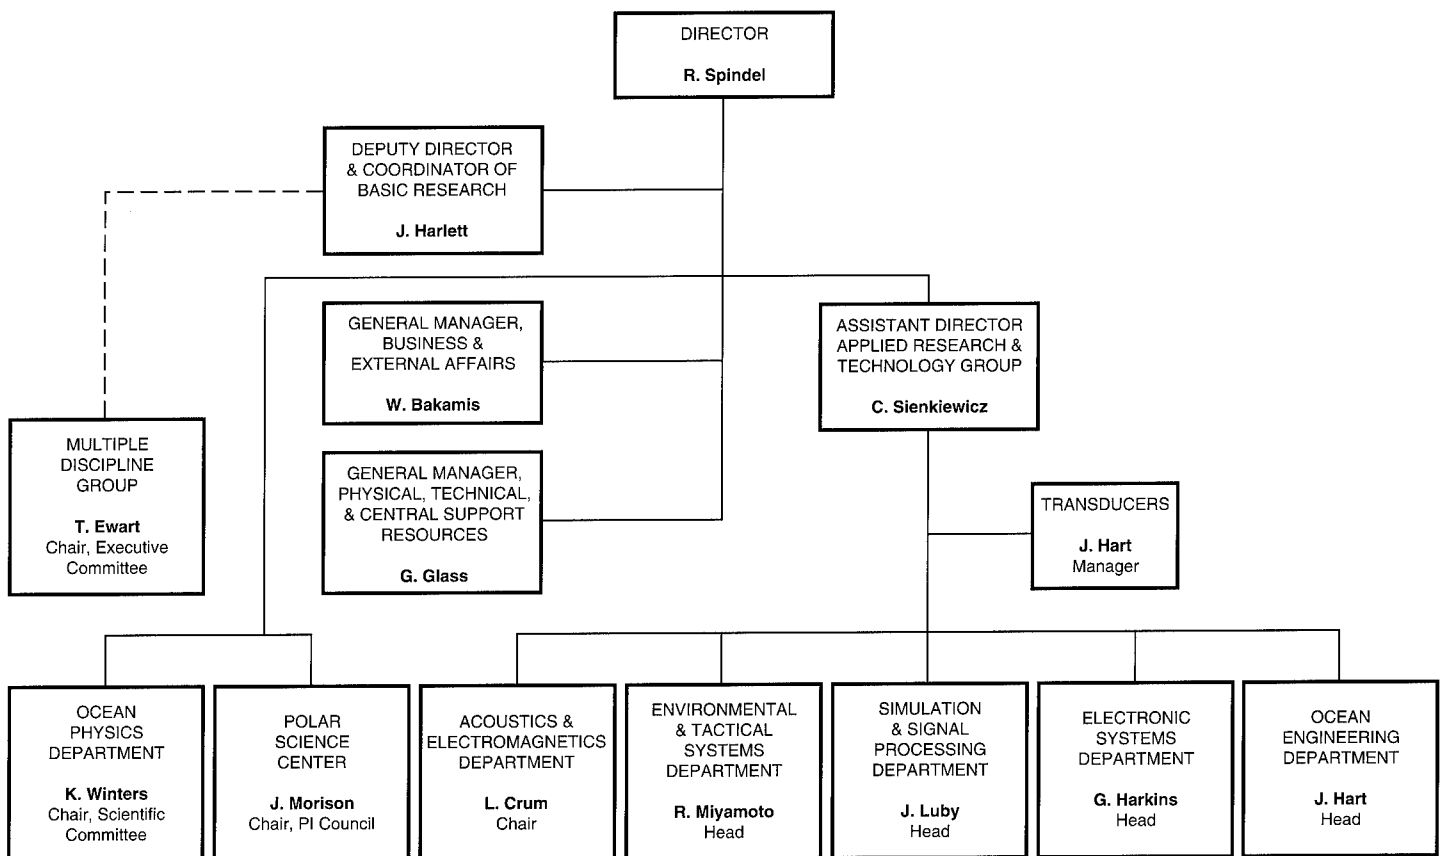 DIRECTOR
R. Spindel
DEPUTY DIRECTOR
& COORDINATOR OF
BASIC RESEARCH
J. Harlett
GENERAL MANAGER,
BUSINESS &
EXTERNAL AFFAIRS
W. Bakamis
ASSISTANT DIRECTOR
APPLIED RESEARCH &
TECHNOLOGY GROUP
C. Sienkiewicz
MULTIPLE
DISCIPLINE
GROUP
T. Ewart
Chair, Executive
Committee
GENERAL MANAGER,
PHYSICAL, TECHNICAL,
& CENTRAL SUPPORT
RESOURCES
G. Glass
TRANSDUCERS
J. Hart
Manager
OCEAN
PHYSICS
DEPARTMENT
K. Winters
Chair, Scientific
Committee
POLAR
SCIENCE
CENTER
J. Morison
Chair, PI Council
ACOUSTICS &
ELECTROMAGNETICS
DEPARTMENT
L. Crum
Chair
ENVIRONMENTAL
& TACTICAL
SYSTEMS
DEPARTMENT
R. Miyamoto
Head
SIMULATION
& SIGNAL
PROCESSING
DEPARTMENT
J. Luby
Head
ELECTRONIC
SYSTEMS
DEPARTMENT
G. Harkins
Head
OCEAN
ENGINEERING
DEPARTMENT
J. Hart
Head